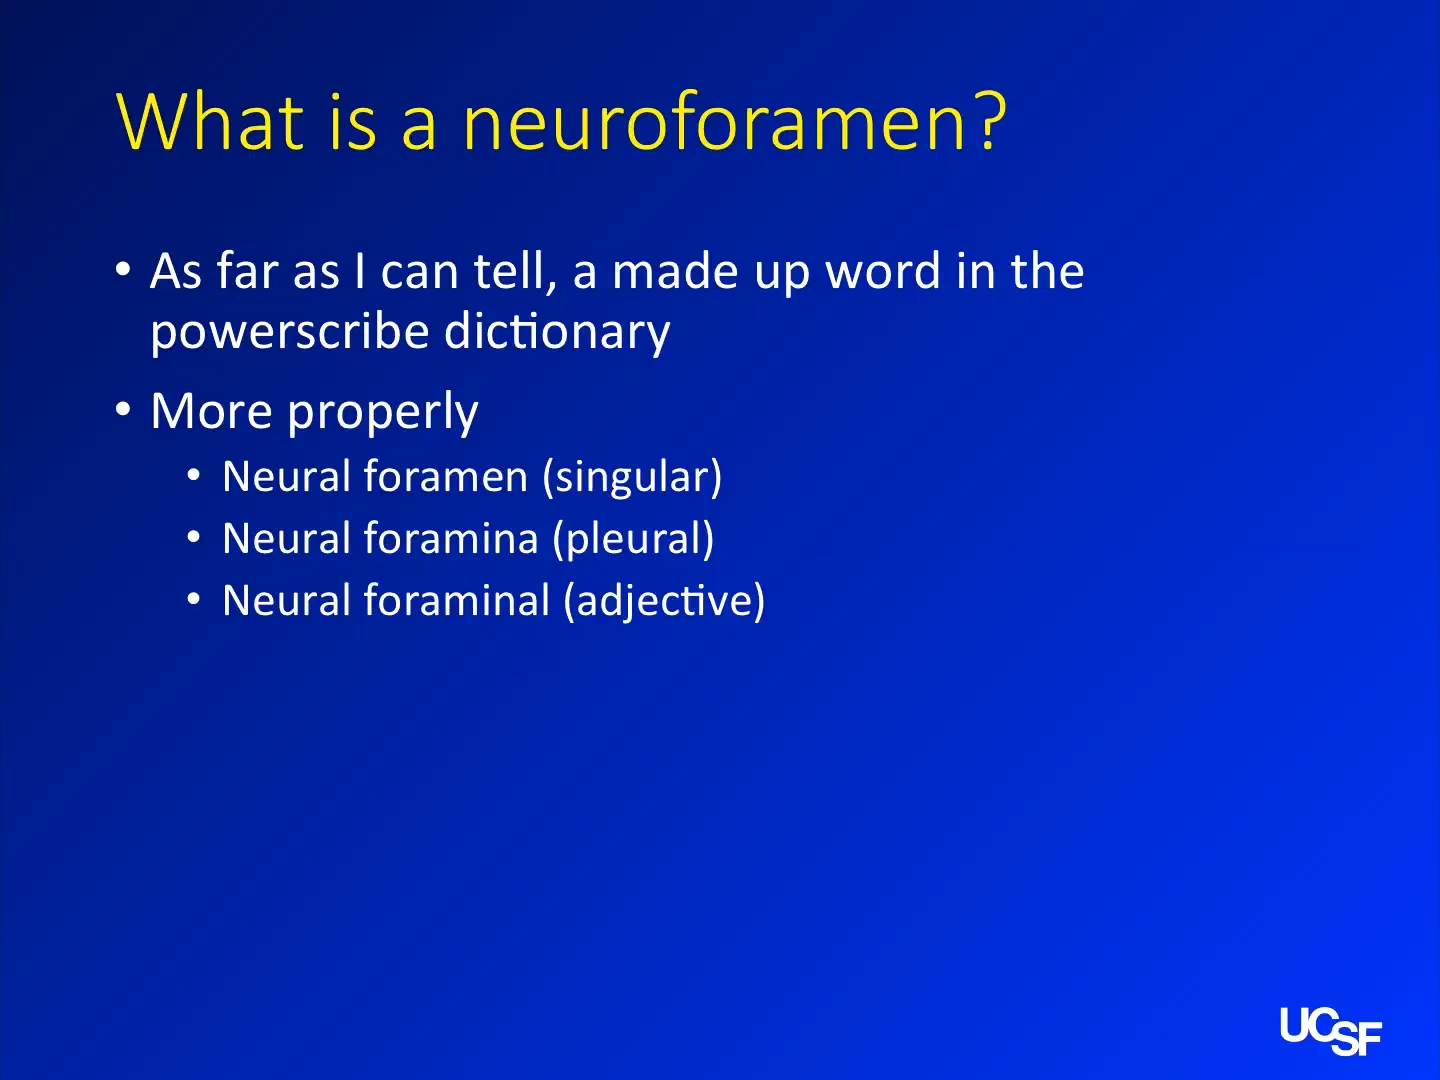 What is a neuroforamen?
• As far as I can tell, a made up word in the
powerscribe dictionary
• More properly
• Neural foramen (singular)
• Neural foramina (pleural)
• Neural foraminal (adjective)
UCSF